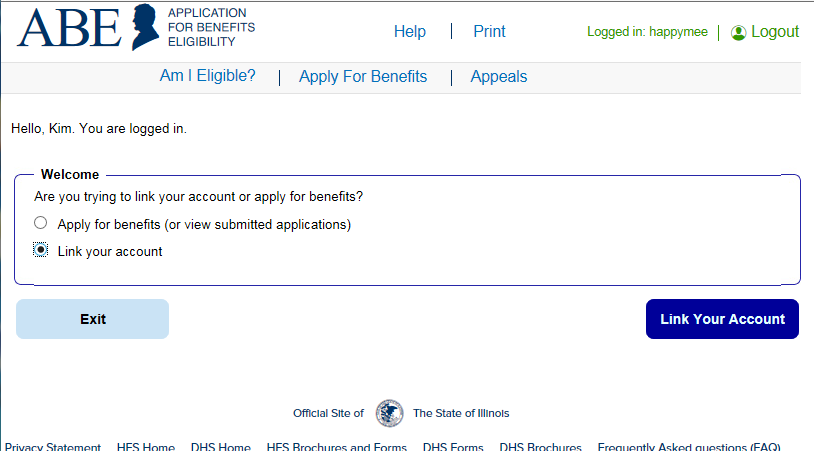 ABE APPLICATION
FOR BENEFITS
ELIGIBILITY
Help | Print
Logged in: happymee | Logout
Am I Eligible? | Apply For Benefits | Appeals
Hello, Kim. You are logged in.
Welcome
Are you trying to link your account or apply for benefits?
Apply for benefits (or view submitted applications)
Link your account
Exit
Link Your Account
Official Site of The State of Illinois
Privacy Statement HFS Home DHS Home HFS Brochures and Forms DHS Forms DHS Brochures Frequently Asked questions (FAQ)